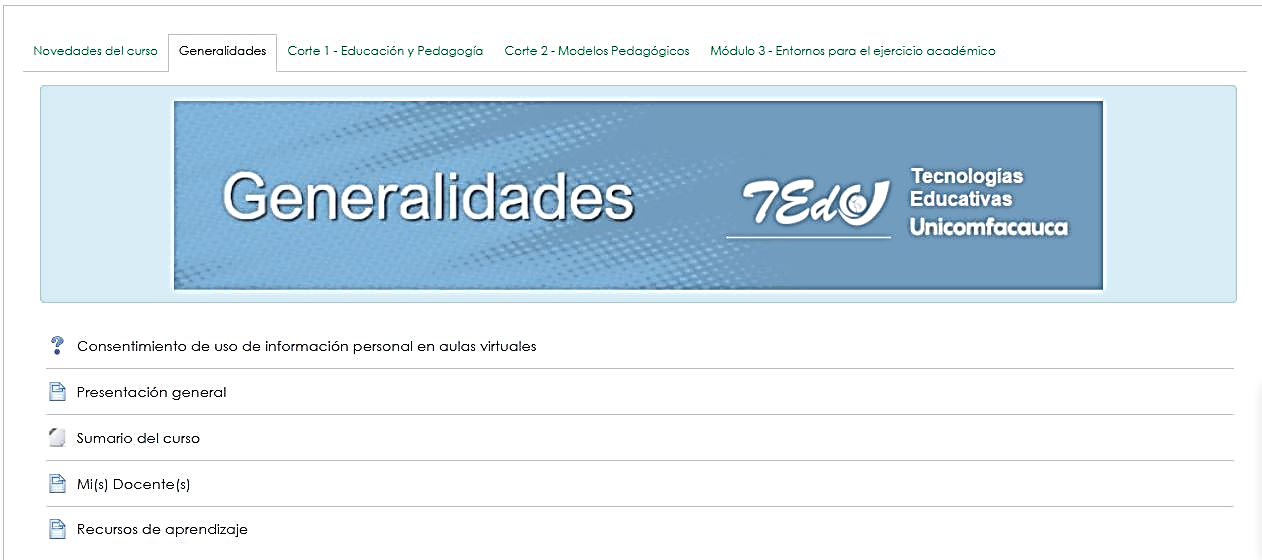 Novedades del curso Generalidades Corte 1 - Educación y Pedagogía Corte 2 - Modelos Pedagógicos Módulo 3 - Entornos para el ejercicio académico
Generalidades
TEdU
Tecnologías
Educativas
Unicomfacauca
Consentimiento de uso de información personal en aulas virtuales
Presentación general
Sumario del curso
Mi(s) Docente(s)
Recursos de aprendizaje